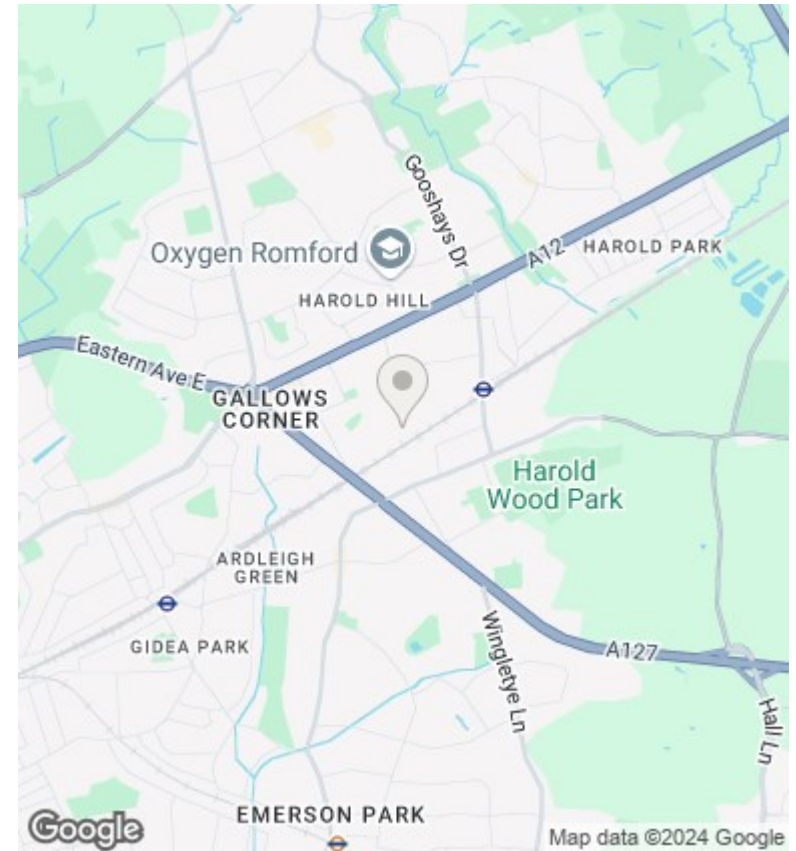 Gooshays Dr
A12
HAROLD PARK
Oxygen Romford
HAROLD HILL
Eastern Ave E
GALLOWS
CORNER
Harold
Wood Park
ARDLEIGH
GREEN
GIDEA PARK
Wingletye Ln
A127
Hall Ln
EMERSON PARK
Google
Map data ©2024 Google